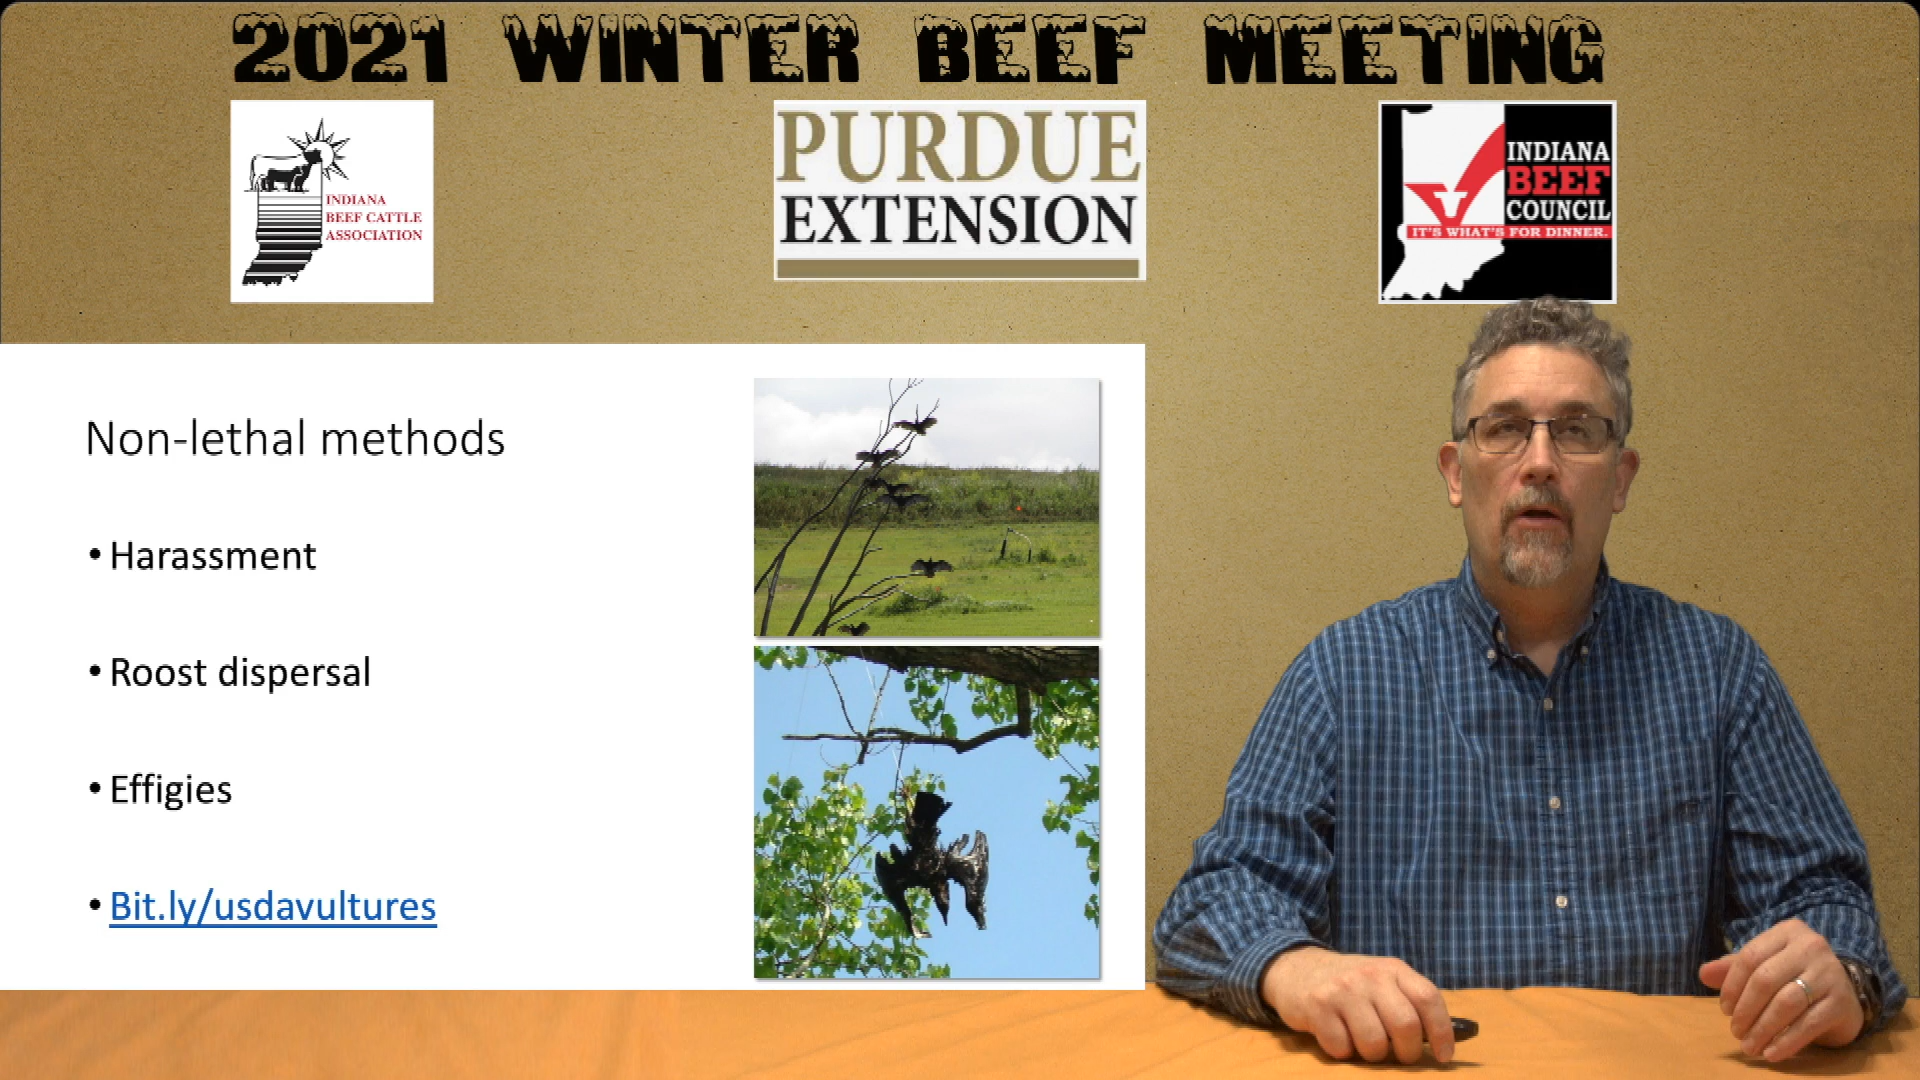 2021 WINTER BEEF MEETING
INDIANA
BEEF CATTLE
ASSOCIATION
PURDUE
EXTENSION
INDIANA
BEEF
COUNCIL
IT'S WHAT'S FOR DINNER.
Non-lethal methods
• Harassment
• Roost dispersal
• Effigies
• Bit.ly/usdavultures